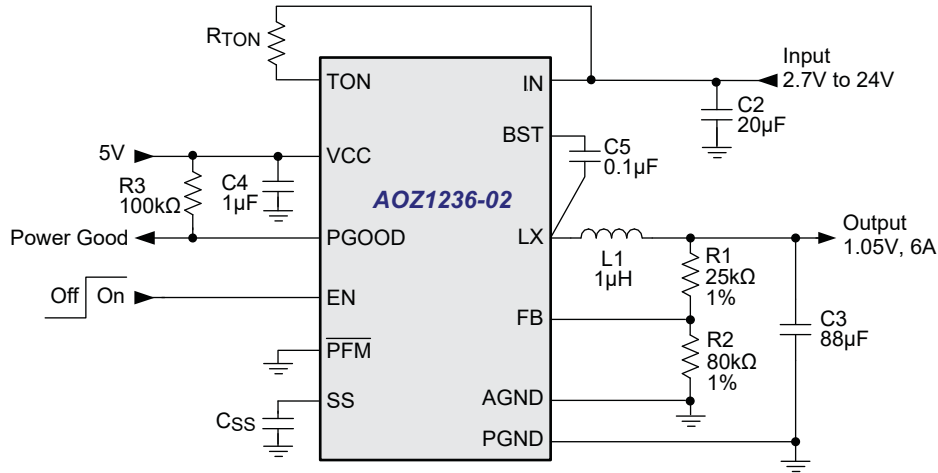 RTON
TON
IN
Input
2.7V to 24V
C2
20µF
BST
C5
0.1µF
5V
VCC
R3
100kΩ
C4
1µF
AOZ1236-02
Power Good
PGOOD
LX
L1
1µH
Output
1.05V, 6A
R1
25kΩ
1%
Off On
EN
FB
C3
88µF
PFM
R2
80kΩ
1%
SS
CSS
AGND
PGND